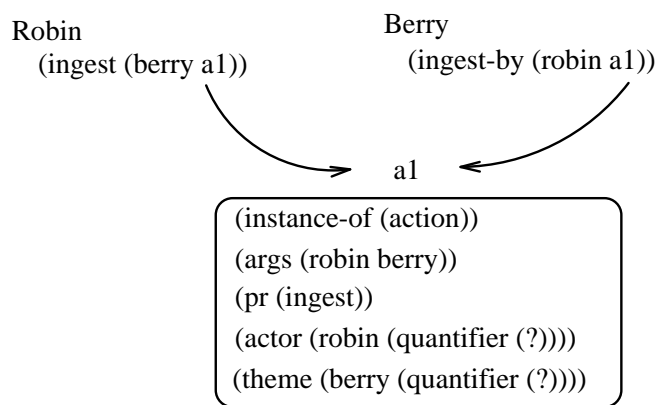 Robin
(ingest (berry a1))
Berry
(ingest-by (robin a1))
a1
(instance-of (action))
(args (robin berry))
(pr (ingest))
(actor (robin (quantifier (?))))
(theme (berry (quantifier (?))))